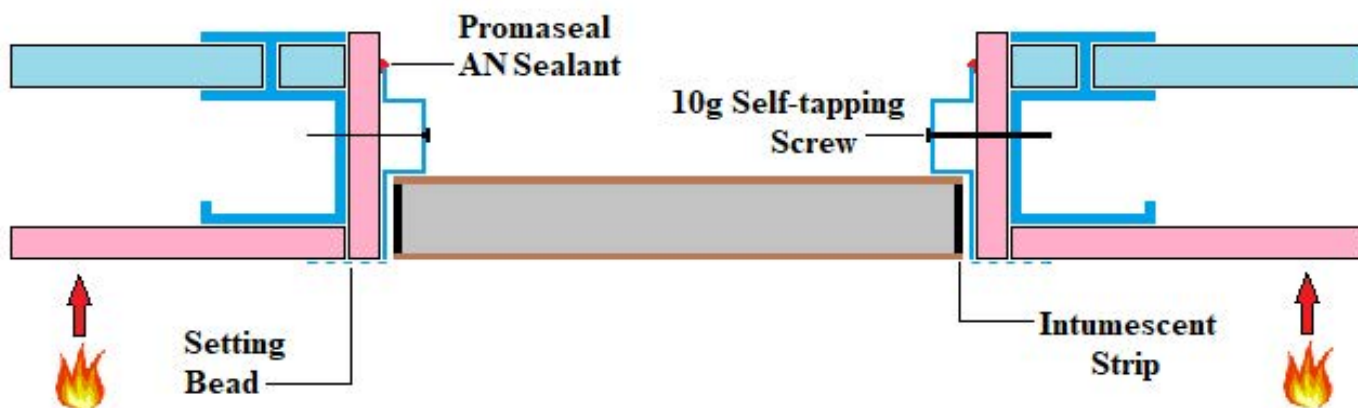 Promaseal
AN Sealant
10g Self-tapping
Screw
Setting
Bead
Intumescent
Strip